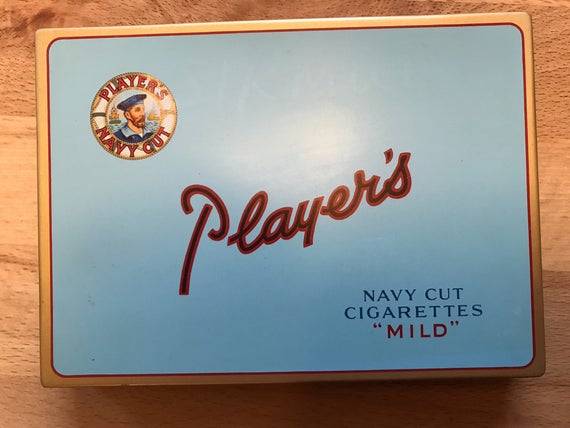 PLAYER'S
NAVY CUT
Player's
NAVY CUT
CIGARETTES
"MILD"